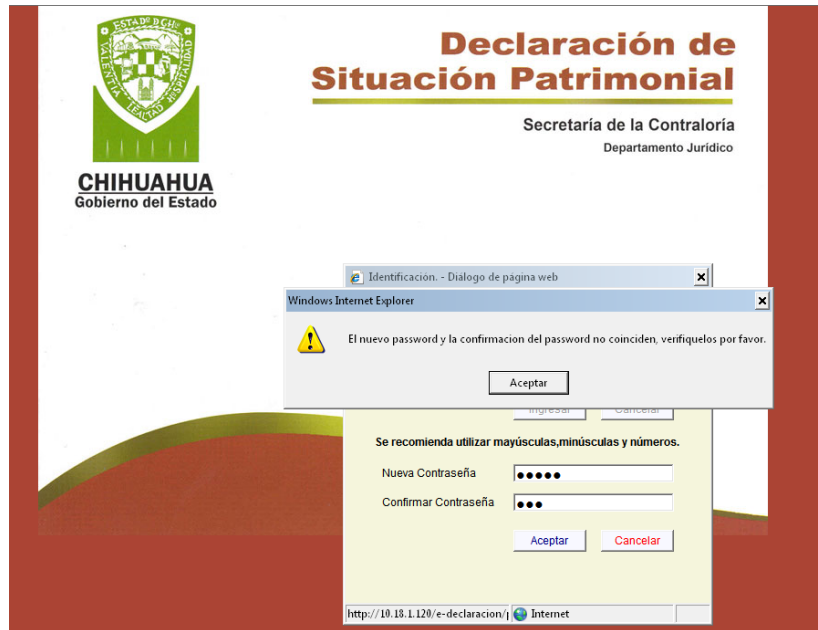 ESTADO D CHIH
VALENTIA LEALTAD HOSPITALIDAD
Declaración de
Situación Patrimonial
Secretaría de la Contraloría
Departamento Jurídico
CHIHUAHUA
Gobierno del Estado
Identificación. - Diálogo de página web
Windows Internet Explorer
El nuevo password y la confirmacion del password no coinciden, verifiquelos por favor.
Aceptar
Ingresar Cancelar
Se recomienda utilizar mayúsculas,minúsculas y números.
Nueva Contraseña
Confirmar Contraseña
Aceptar Cancelar
http://10.18.1.120/e-declaracion/ Internet